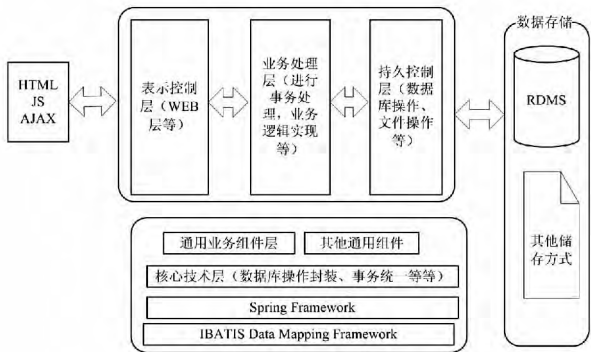 HTML
JS
AJAX
表示控制
层（WEB
层等）
业务处理
层（进行
事务处
理，业务
逻辑实现
等）
持久控制
层（数据
库操作、
文件操作
等）
数据存储
RDMS
其他储
存方式
通用业务组件层
其他通用组件
核心技术层（数据库操作封装、事务统一等等）
Spring Framework
IBATIS Data Mapping Framework